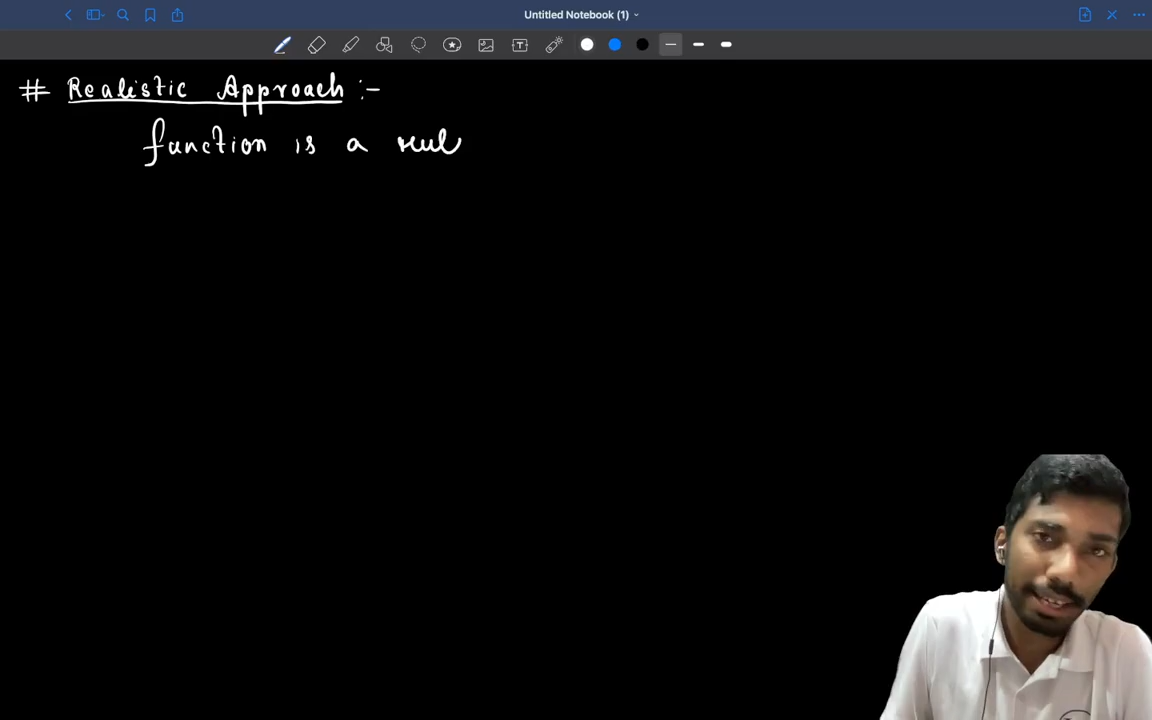 Untitled Notebook (1)
# Realistic Approach :-
function is a rul